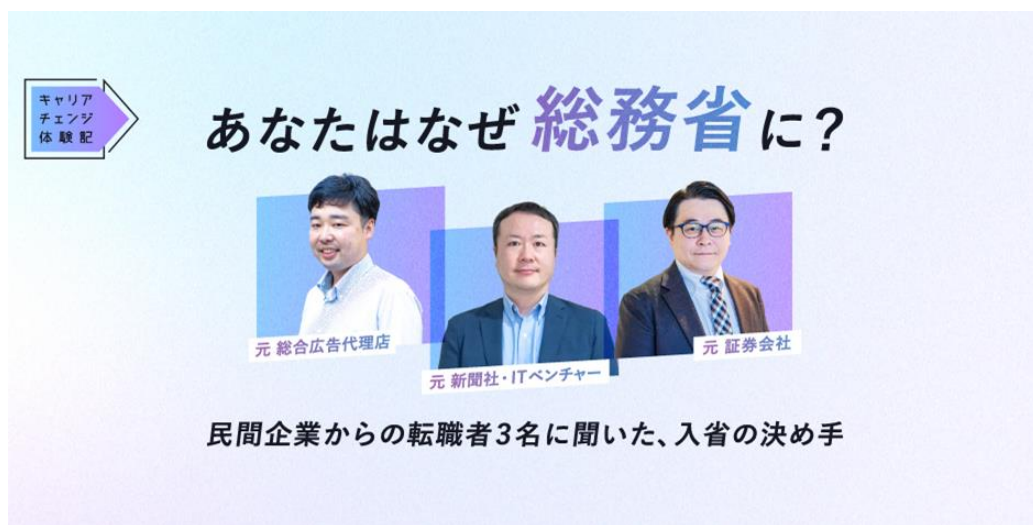 キャリア
チェンジ
体験記
あなたはなぜ総務省に?
元 総合広告代理店
元 新聞社・ITベンチャー
元 証券会社
民間企業からの転職者3名に聞いた、入省の決め手